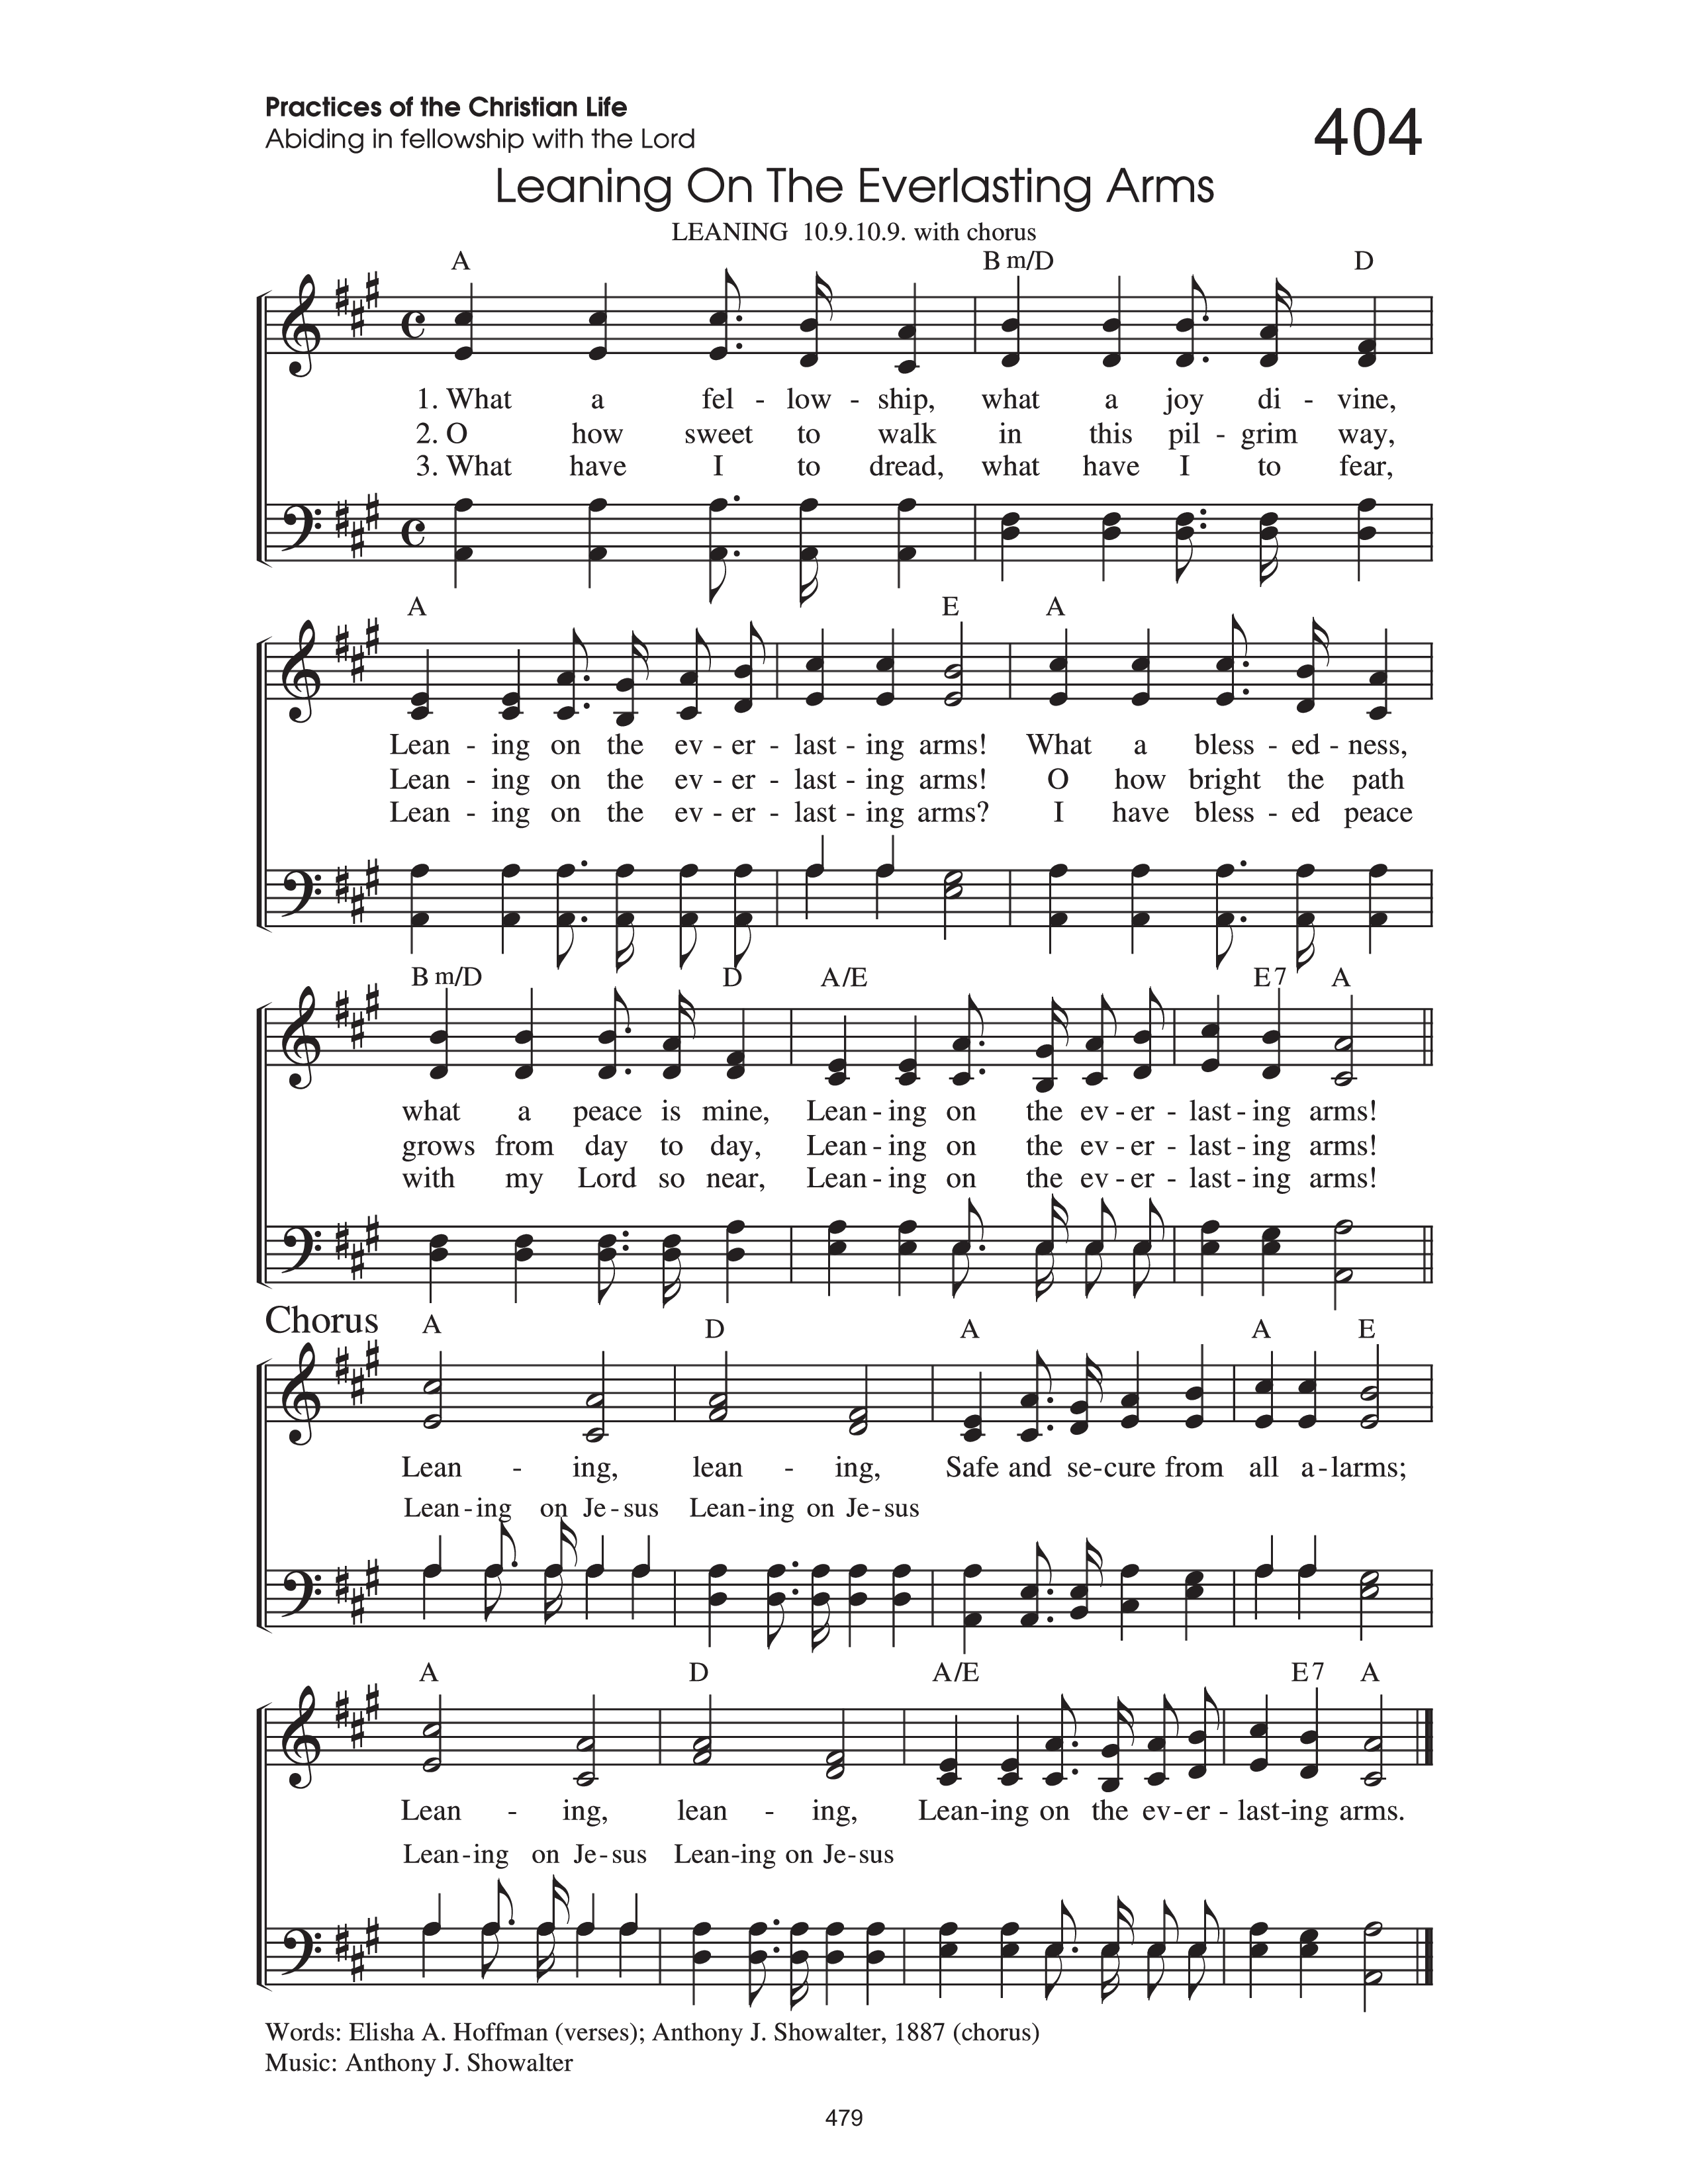 Practices of the Christian Life
Abiding in fellowship with the Lord
404
Leaning On The Everlasting Arms
LEANING 10.9.10.9. with chorus
A Bm/D D
1. What a fel - low - ship, what a joy di - vine,
2. O how sweet to walk in this pil - grim way,
3. What have I to dread, what have I to fear,
A E A
Lean - ing on the ev - er - last - ing arms! What a bless - ed - ness,
Lean - ing on the ev - er - last - ing arms! O how bright the path
Lean - ing on the ev - er - last - ing arms? I have bless - ed peace
Bm/D D A/E E7 A
what a peace is mine, Lean - ing on the ev - er - last - ing arms!
grows from day to day, Lean - ing on the ev - er - last - ing arms!
with my Lord so near, Lean - ing on the ev - er - last - ing arms!
Chorus
A D A A E
Lean - ing, lean - ing, Safe and se - cure from all a - larms;
Lean - ing on Je - sus Lean - ing on Je - sus
A D A/E E7 A
Lean - ing, lean - ing, Lean - ing on the ev - er - last - ing arms.
Lean - ing on Je - sus Lean - ing on Je - sus
Words: Elisha A. Hoffman (verses); Anthony J. Showalter, 1887 (chorus)
Music: Anthony J. Showalter
479